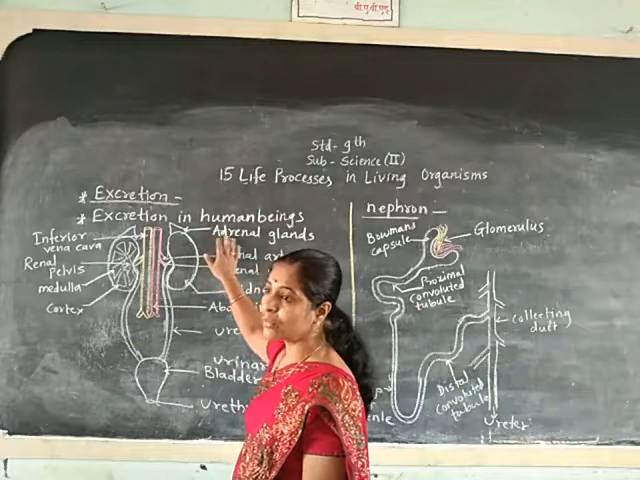 बी.ए.बी.एड्
Std - 9th
Sub - Science (II)
15 Life Processes in Living Organisms
* Excretion -
* Excretion in humanbeings
Inferior vena cava
Renal Pelvis
medulla
Cortex
Adrenal glands
Bladder
nephron -
Bowmans capsule
Glomerulus
Proximal convoluted tubule
Collecting duct
Distal convoluted tubule
Ureter